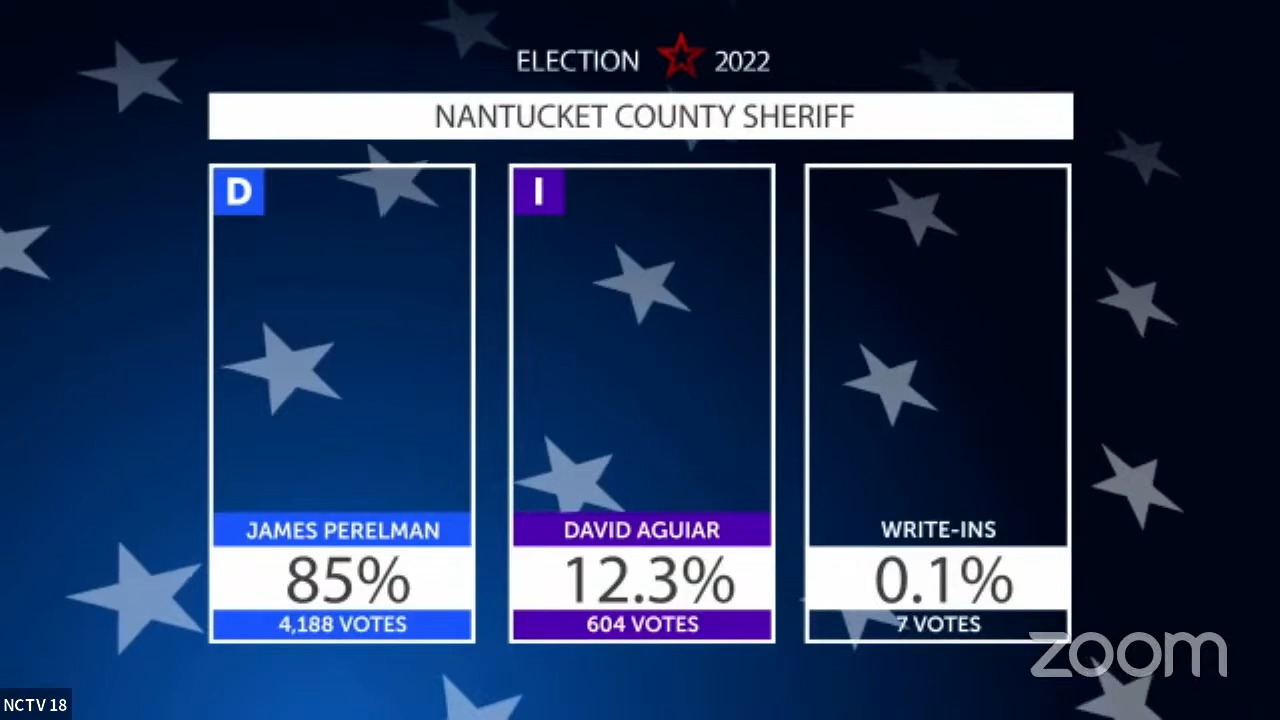 ELECTION 2022
NANTUCKET COUNTY SHERIFF
D
I
JAMES PERELMAN
DAVID AGUIAR
WRITE-INS
85%
12.3%
0.1%
4,188 VOTES
604 VOTES
7 VOTES
zoom
NCTV 18